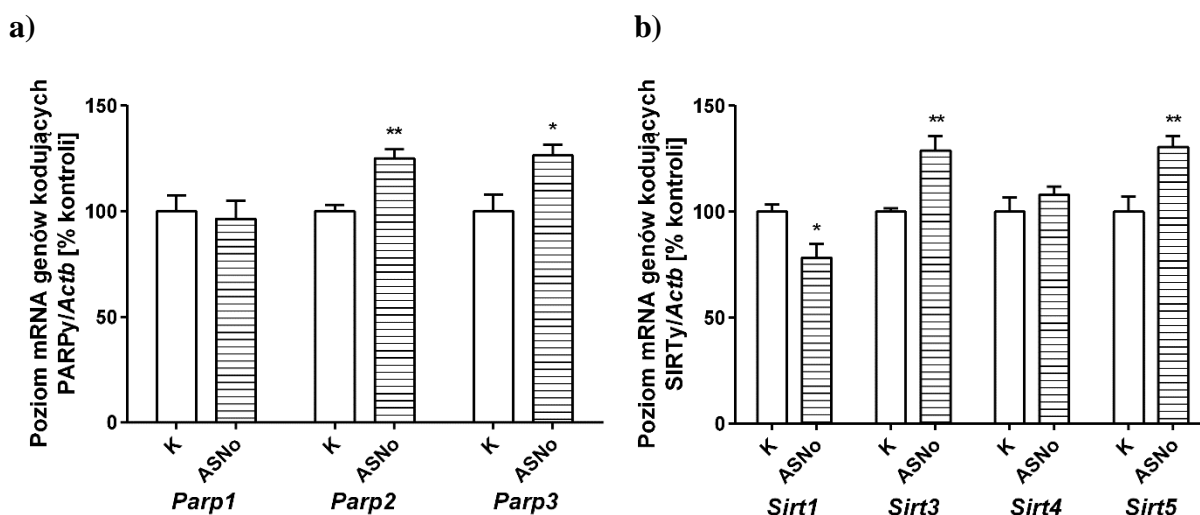 a)
Poziom mRNA genów kodujących
PARPy/Actb [% kontroli]
150
100
50
0
**
*
K
ASNo
K
ASNo
K
ASNo
Parp1
Parp2
Parp3
b)
Poziom mRNA genów kodujących
SIRTy/Actb [% kontroli]
150
100
50
0
*
**
**
K
ASNo
K
ASNo
K
ASNo
K
ASNo
Sirt1
Sirt3
Sirt4
Sirt5